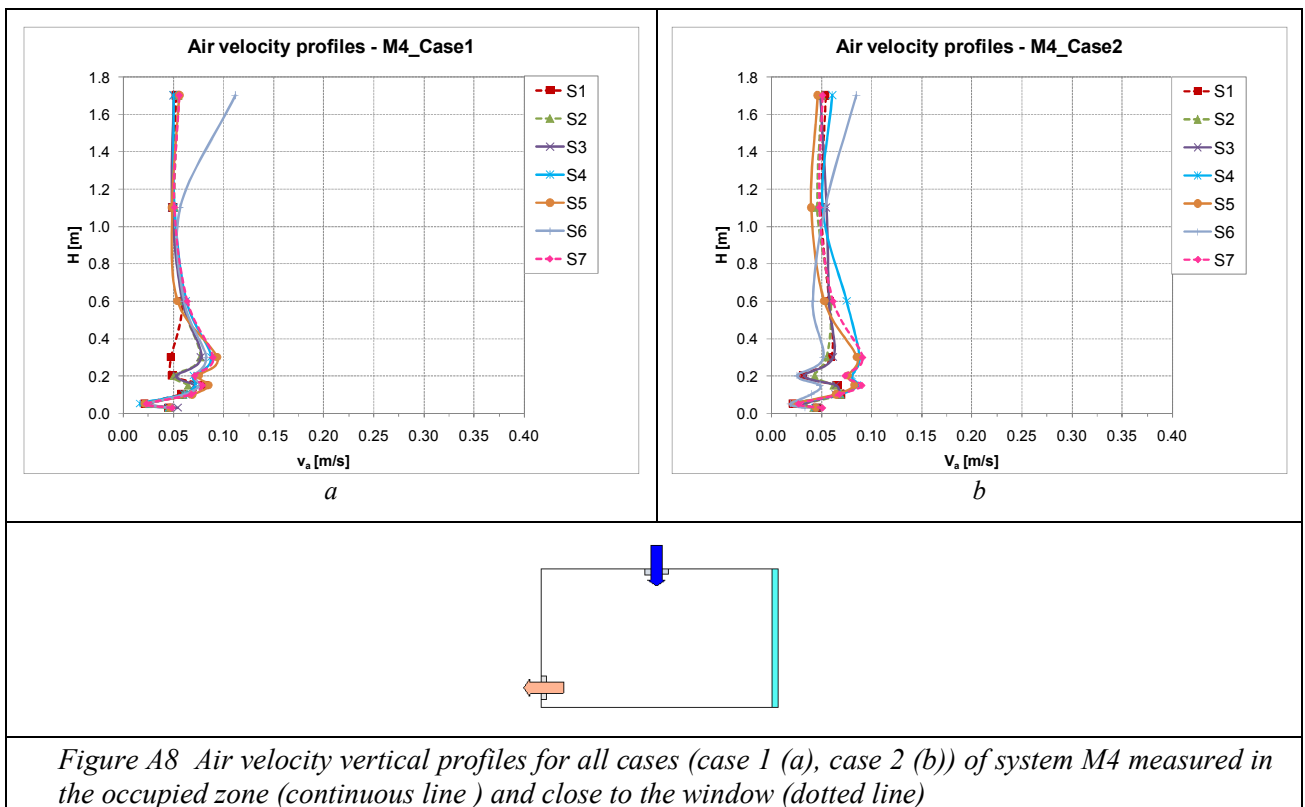 Air velocity profiles - M4_Case1
1.8
1.6
1.4
1.2
1.0
0.8
0.6
0.4
0.2
0.0
H [m]
0.00 0.05 0.10 0.15 0.20 0.25 0.30 0.35 0.40
va [m/s]
S1
S2
S3
S4
S5
S6
S7
a
Air velocity profiles - M4_Case2
1.8
1.6
1.4
1.2
1.0
0.8
0.6
0.4
0.2
0.0
H [m]
0.00 0.05 0.10 0.15 0.20 0.25 0.30 0.35 0.40
Va [m/s]
S1
S2
S3
S4
S5
S6
S7
b
Figure A8 Air velocity vertical profiles for all cases (case 1 (a), case 2 (b)) of system M4 measured in
the occupied zone (continuous line ) and close to the window (dotted line)